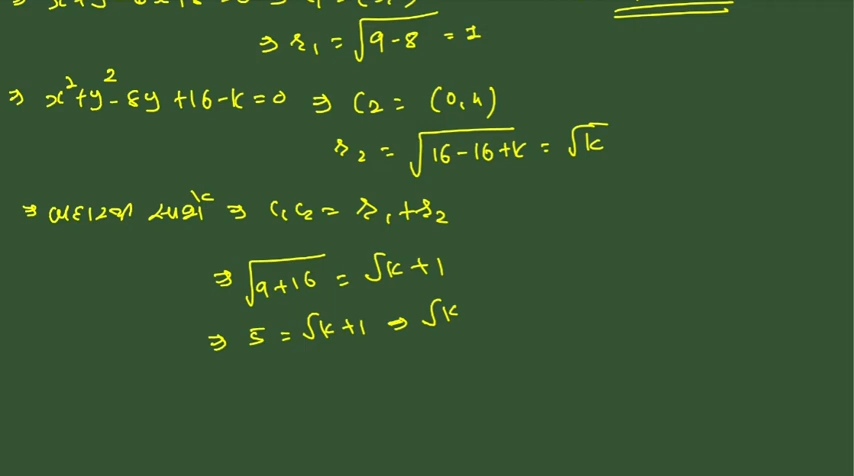 ⇒ r₁ = √(9-8) = 1
⇒ x²+y²-8y+16-k=0 ⇒ C₂ = (0,4)
r₂ = √(16-16+k) = √k
⇒ ⇒ C₁C₂ = r₁+r₂
⇒ √(9+16) = √k+1
⇒ 5 = √k+1 ⇒ √k